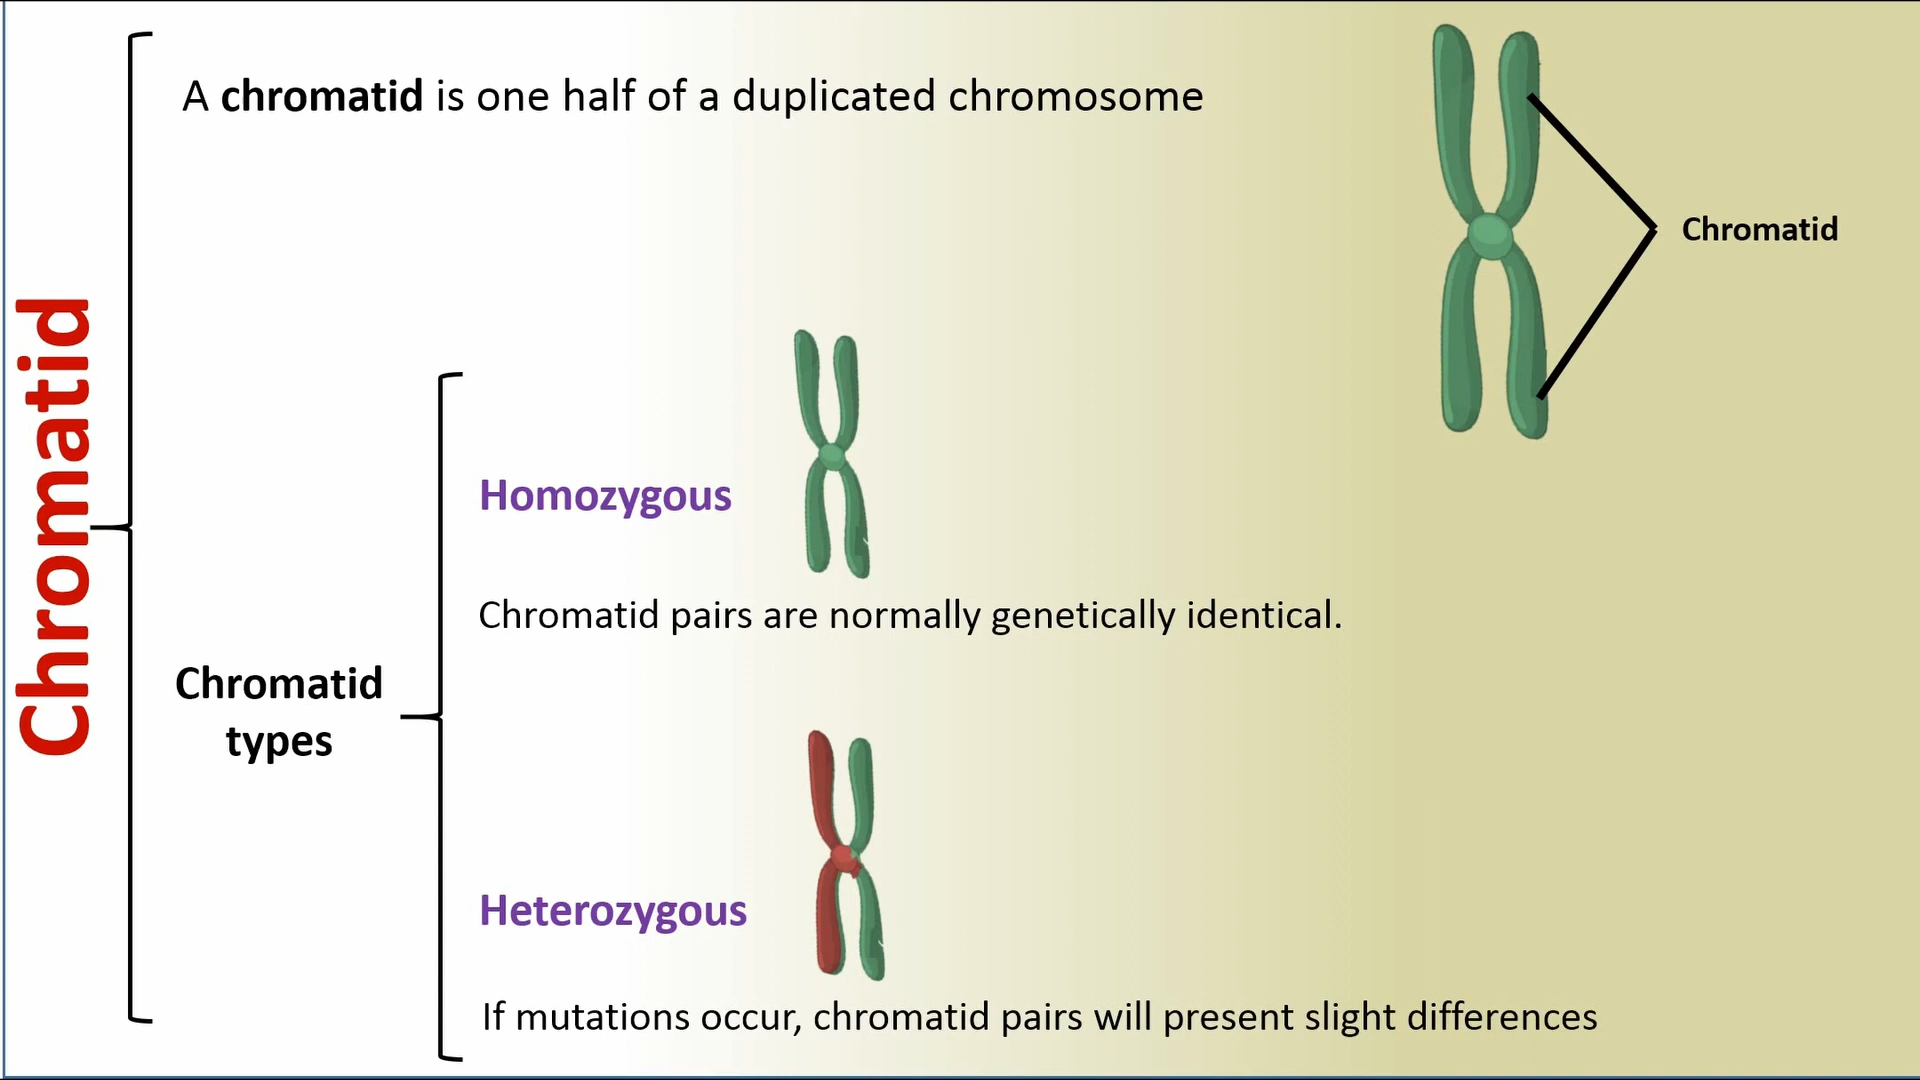 Chromatid
A chromatid is one half of a duplicated chromosome
Chromatid
Chromatid
types
Homozygous
Chromatid pairs are normally genetically identical.
Heterozygous
If mutations occur, chromatid pairs will present slight differences